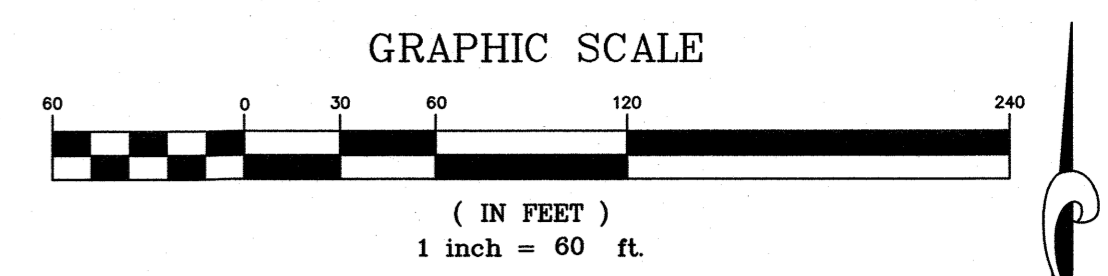 GRAPHIC SCALE
60 0 30 60 120 240
( IN FEET )
1 inch = 60 ft.